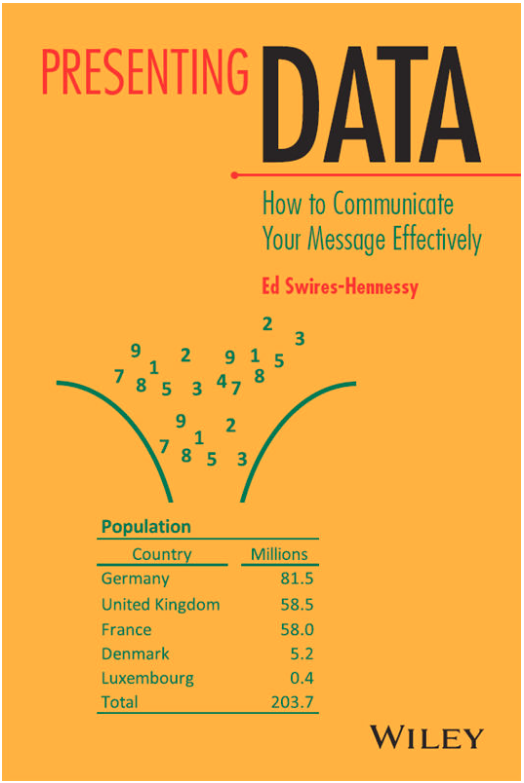 PRESENTING DATA
How to Communicate
Your Message Effectively
Ed Swires-Hennessy
2
3
9 2 9 1 5
7 1 8 5 3 4 7 8
9 2
7 1
8 5 3
Population
Country Millions
Germany 81.5
United Kingdom 58.5
France 58.0
Denmark 5.2
Luxembourg 0.4
Total 203.7
WILEY